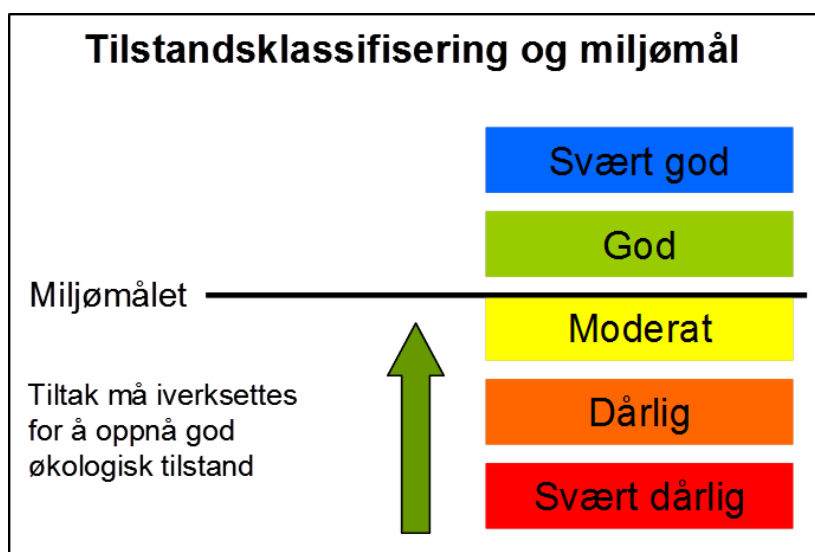 Tilstandsklassifisering og miljømål
Svært god
God
Miljømålet
Moderat
Tiltak må iverksettes
for å oppnå god
økologisk tilstand
Dårlig
Svært dårlig